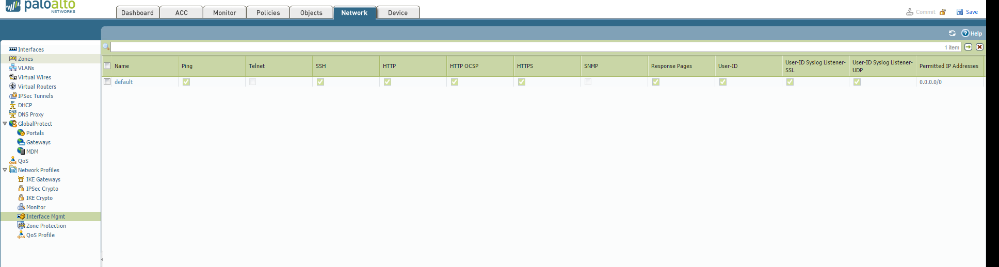 paloalto
NETWORKS
Dashboard ACC Monitor Policies Objects Network Device
Commit Save
Help
1 item
Interfaces
Zones
VLANs
Virtual Wires
Virtual Routers
IPSec Tunnels
IP
DHCP
DNS
DNS Proxy
GlobalProtect
Portals
Gateways
MDM
QoS
QoS
Network Profiles
IKE Gateways
IPSec Crypto
IKE Crypto
Monitor
Interface Mgmt
Zone Protection
QoS
QoS Profile
Name Ping Telnet SSH HTTP HTTP OCSP HTTPS SNMP Response Pages User-ID User-ID Syslog Listener-SSL User-ID Syslog Listener-UDP Permitted IP Addresses
default 0.0.0.0/0